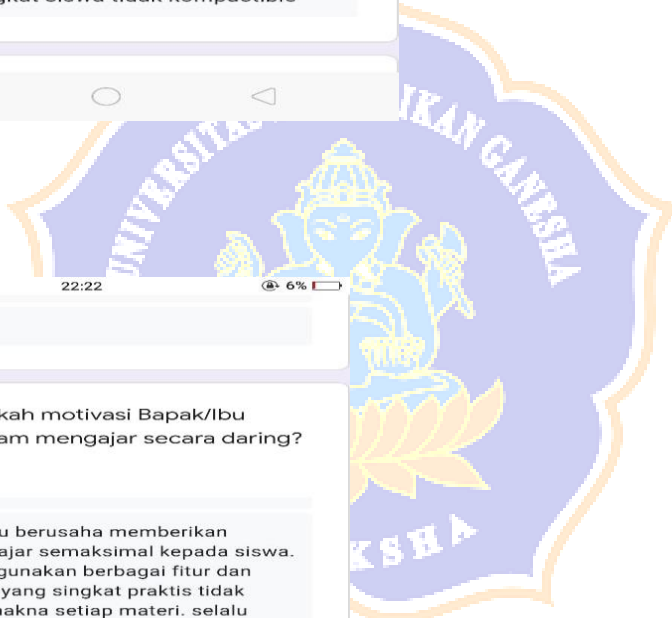 gkat siswa tidak kompactible
UNIVERSITAS PENDIDIKAN GANESHA
22:22
6%
kah motivasi Bapak/Ibu
am mengajar secara daring?
u berusaha memberikan
ajar semaksimal kepada siswa.
gunakan berbagai fitur dan
yang singkat praktis tidak
nakna setiap materi. selalu
KSHA